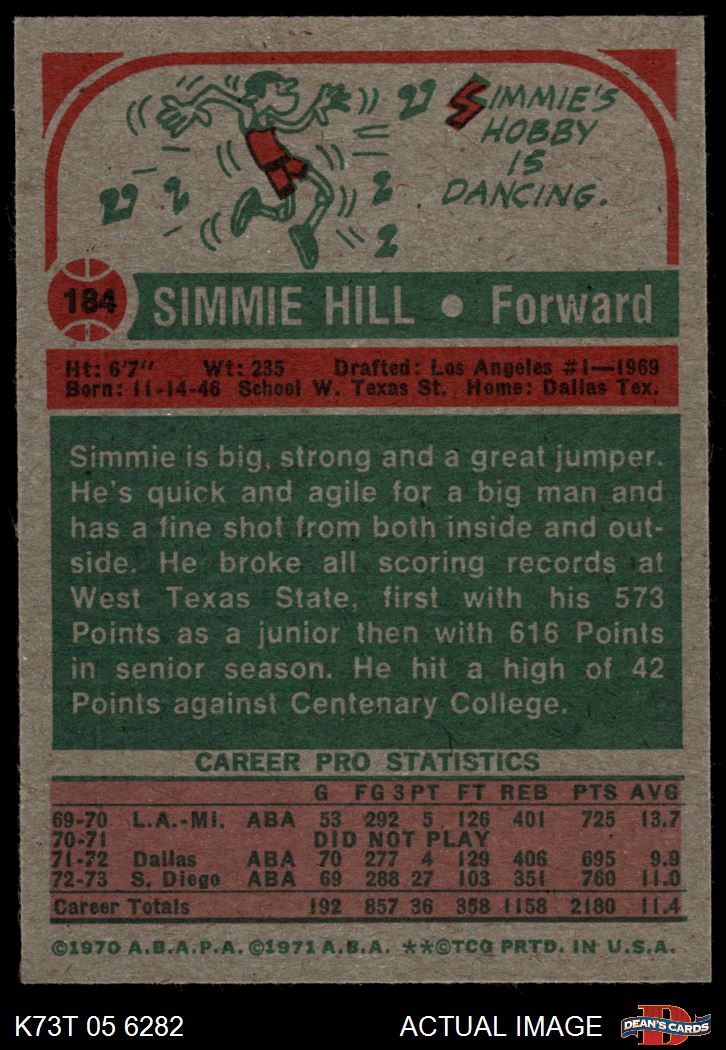 SIMMIE'S
HOBBY
IS
DANCING.
184 SIMMIE HILL • Forward
Ht: 6'7" Wt: 235 Drafted: Los Angeles #1—1969
Born: 11-14-46 School W. Texas St. Home: Dallas Tex.
Simmie is big, strong and a great jumper.
He's quick and agile for a big man and
has a fine shot from both inside and out-
side. He broke all scoring records at
West Texas State, first with his 573
Points as a junior then with 616 Points
in senior season. He hit a high of 42
Points against Centenary College.
CAREER PRO STATISTICS
G FG 3PT FT REB PTS AVG
69-70 L.A.-MI. ABA 53 292 5 126 401 725 13.7
70-71 DID NOT PLAY
71-72 Dallas ABA 70 277 4 129 406 695 9.9
72-73 S. Diego ABA 69 288 27 103 351 760 11.0
Career Totals 192 857 36 358 1158 2180 11.4
©1970 A.B.A.P.A. ©1971 A.B.A. **©TCG PRTD. IN U.S.A.
K73T 05 6282 ACTUAL IMAGE DEAN'S CARDS